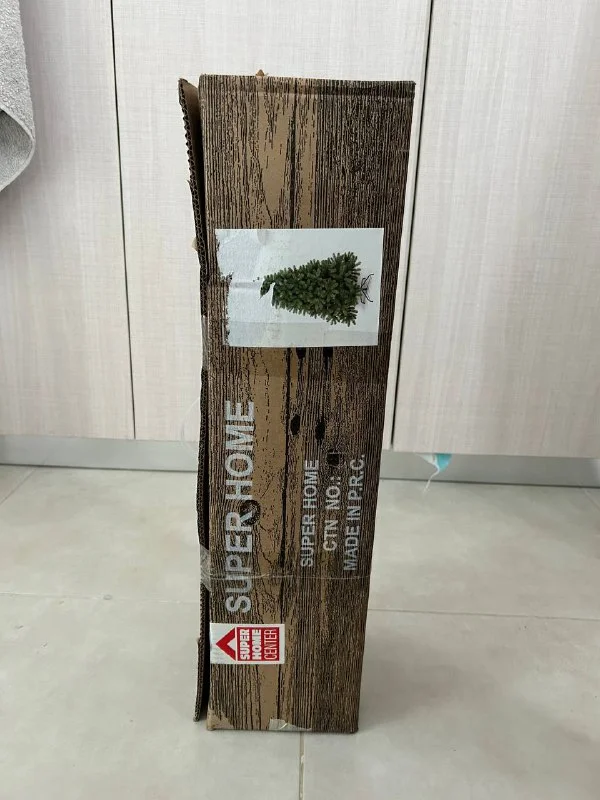 SUPER HOME
SUPER HOME
CTN NO.:
MADE IN P.R.C.
SUPER
HOME
CENTER